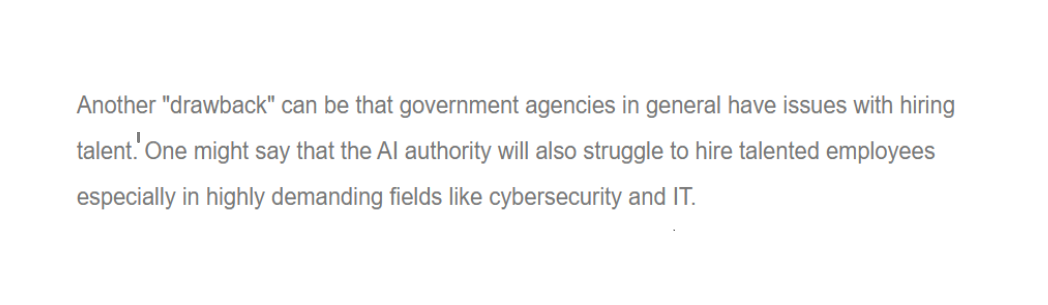 Another "drawback" can be that government agencies in general have issues with hiring
talent. One might say that the AI authority will also struggle to hire talented employees
especially in highly demanding fields like cybersecurity and IT.